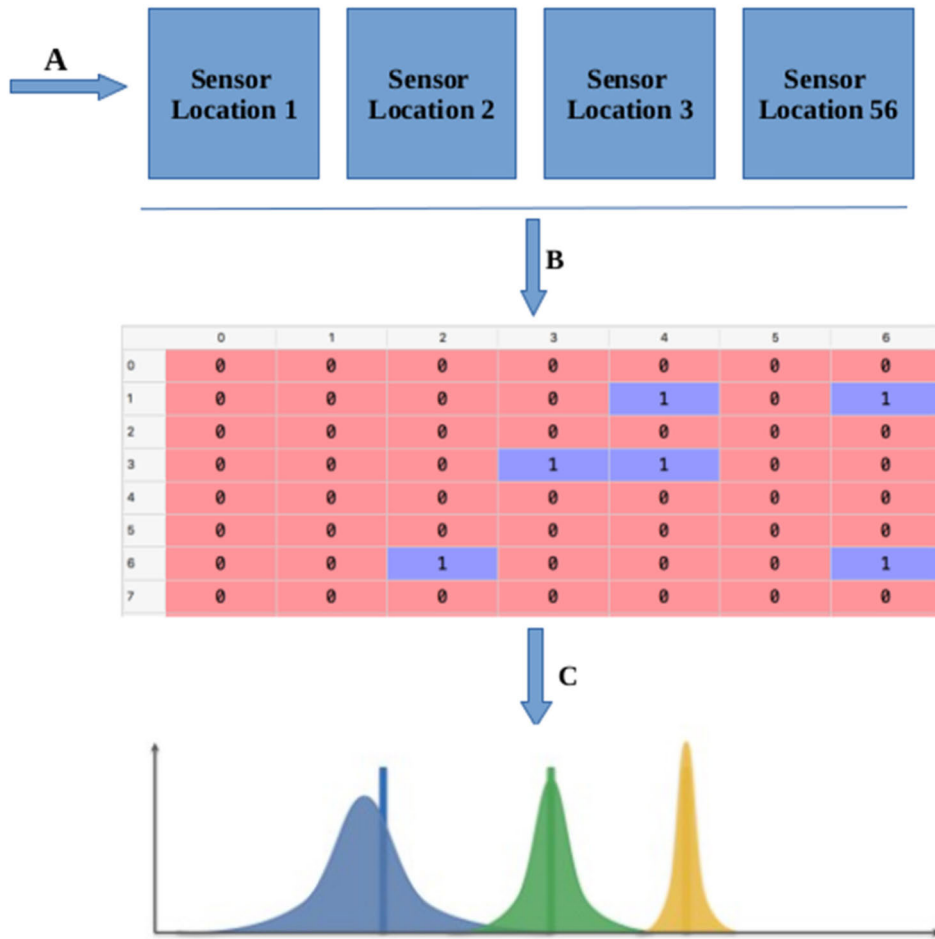 A
Sensor Location 1
Sensor Location 2
Sensor Location 3
Sensor Location 56
B
0 1 2 3 4 5 6
0 0 0 0 0 0 0 0
1 0 0 0 0 1 0 1
2 0 0 0 0 0 0 0
3 0 0 0 1 1 0 0
4 0 0 0 0 0 0 0
5 0 0 0 0 0 0 0
6 0 0 1 0 0 0 1
7 0 0 0 0 0 0 0
C